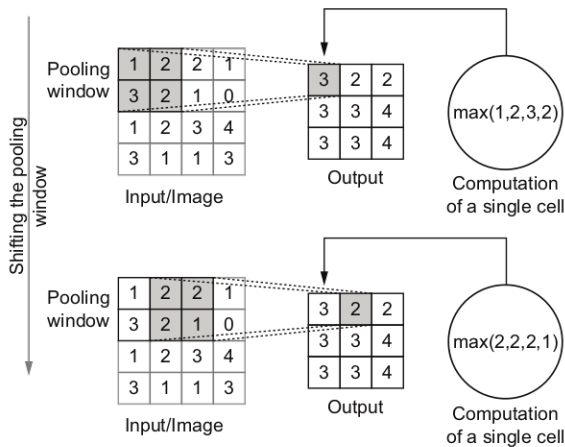 Shifting the pooling
window
Pooling
window
1 2 2 1
3 2 1 0
1 2 3 4
3 1 1 3
Input/Image
3 2 2
3 3 4
3 3 4
Output
max(1,2,3,2)
Computation
of a single cell
Pooling
window
1 2 2 1
3 2 1 0
1 2 3 4
3 1 1 3
Input/Image
3 2 2
3 3 4
3 3 4
Output
max(2,2,2,1)
Computation
of a single cell